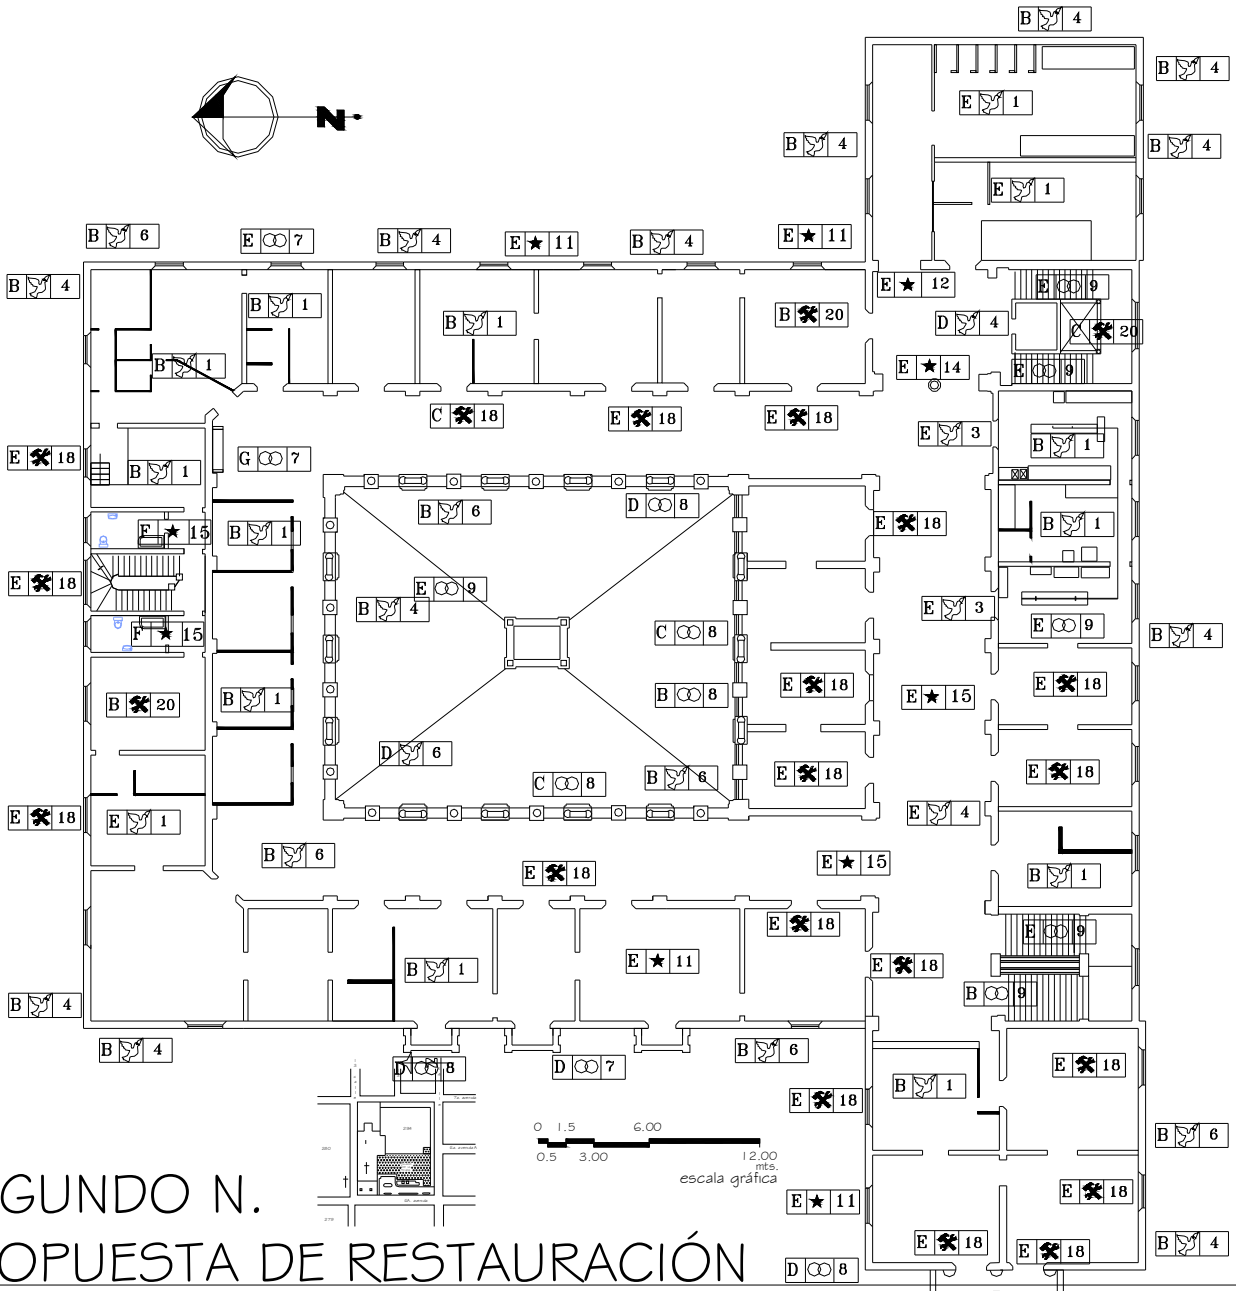 B 4
B 4
E 1
B 4
B 4
E 1
N
B 6
E 7
B 4
E 11
B 4
E 11
B 4
E 12
E 9
B 1
B 1
B 20
D 4
C 20
B 1
E 14
E 9
C 18
E 18
E 18
E 3
B 1
E 18
B 1
G 7
B 6
D 8
E 18
B 1
F 15
B 1
E 18
E 9
B 4
E 3
E 9
F 15
C 8
B 4
B 20
B 1
B 8
E 18
E 15
E 18
D 6
C 8
B 6
E 18
E 18
E 18
E 1
E 4
B 6
E 18
E 15
B 1
E 18
E 9
B 1
E 11
E 18
B 9
B 4
B 4
D 8
D 7
B 6
E 18
B 1
E 18
0 1.5 6.00
0.5 3.00 12.00
mts.
escala gráfica
B 6
GUNDO N.
E 11
E 18
E 18
E 18
B 4
OPUESTA DE RESTAURACIÓN
D 8